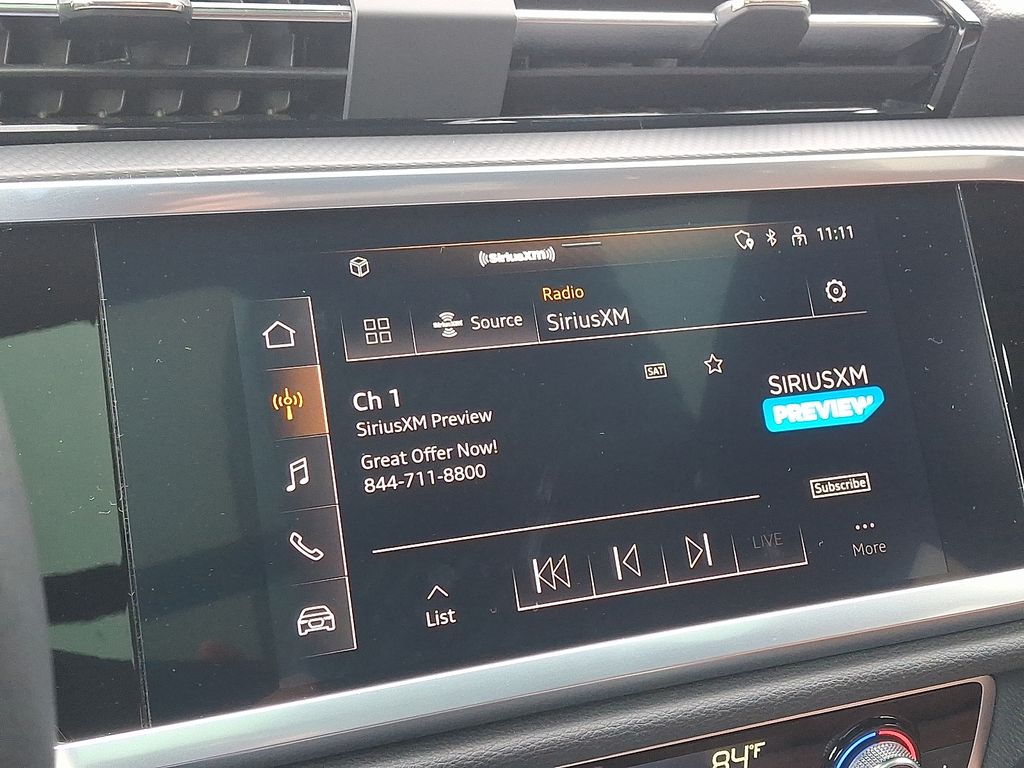 ((SiriusXM))
11:11
SiriusXM
Source
Radio
SiriusXM
SAT
Ch 1
SiriusXM Preview
Great Offer Now!
844-711-8800
SIRIUSXM
PREVIEW
Subscribe
LIVE
List
More
84°F